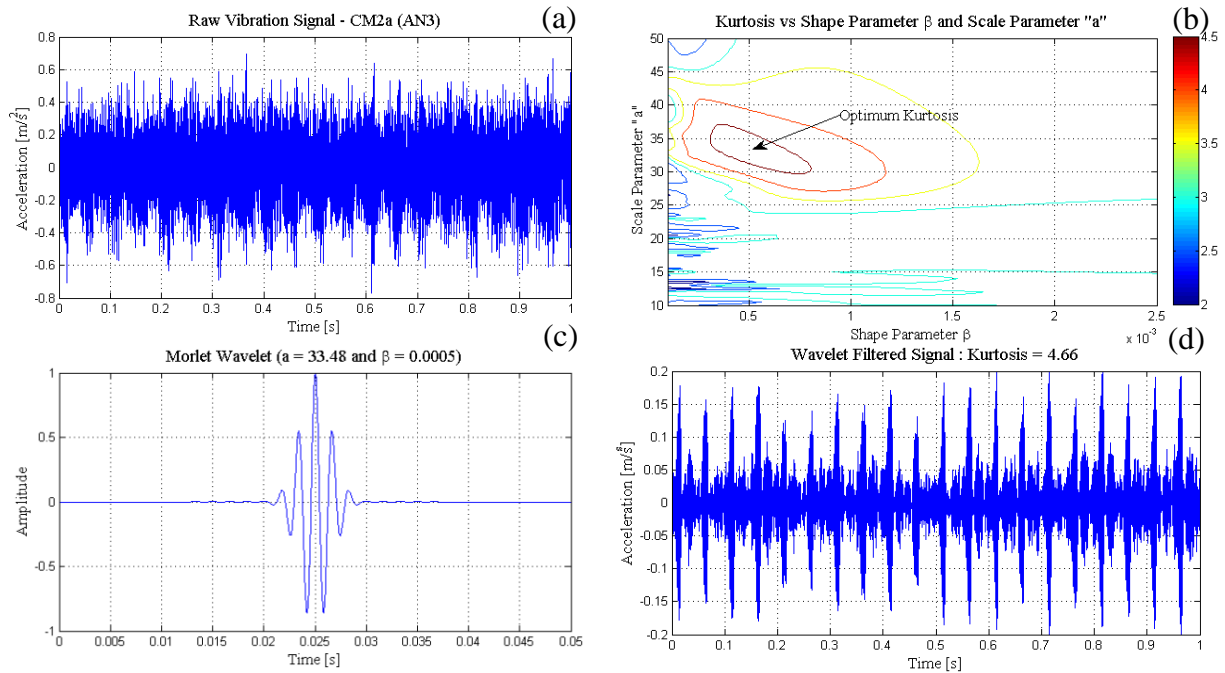 (a)
Raw Vibration Signal - CM2a (AN3)
Acceleration [m/s²]
0.8
0.6
0.4
0.2
0
-0.2
-0.4
-0.6
-0.8
0 0.1 0.2 0.3 0.4 0.5 0.6 0.7 0.8 0.9 1
Time [s]
(b)
Kurtosis vs Shape Parameter β and Scale Parameter "a"
Scale Parameter "a"
50
45
40
35
30
25
20
15
10
Optimum Kurtosis
0.5 1 1.5 2 2.5
x 10⁻³
Shape Parameter β
4.5
4
3.5
3
2.5
2
(c)
Morlet Wavelet (a = 33.48 and β = 0.0005)
Amplitude
1
0.5
0
-0.5
-1
0 0.005 0.01 0.015 0.02 0.025 0.03 0.035 0.04 0.045 0.05
Time [s]
(d)
Wavelet Filtered Signal : Kurtosis = 4.66
Acceleration [m/s²]
0.2
0.15
0.1
0.05
0
-0.05
-0.1
-0.15
-0.2
0 0.1 0.2 0.3 0.4 0.5 0.6 0.7 0.8 0.9 1
Time [s]